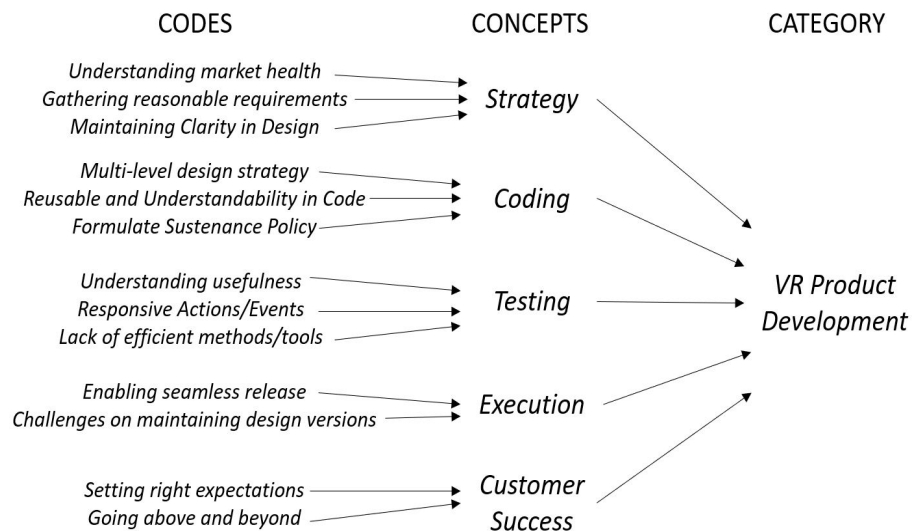 CODES CONCEPTS CATEGORY
Understanding market health
Gathering reasonable requirements
Maintaining Clarity in Design
Strategy
Multi-level design strategy
Reusable and Understandability in Code
Formulate Sustenance Policy
Coding
Understanding usefulness
Responsive Actions/Events
Lack of efficient methods/tools
Testing
Enabling seamless release
Challenges on maintaining design versions
Execution
Setting right expectations
Going above and beyond
Customer
Success
VR Product
Development